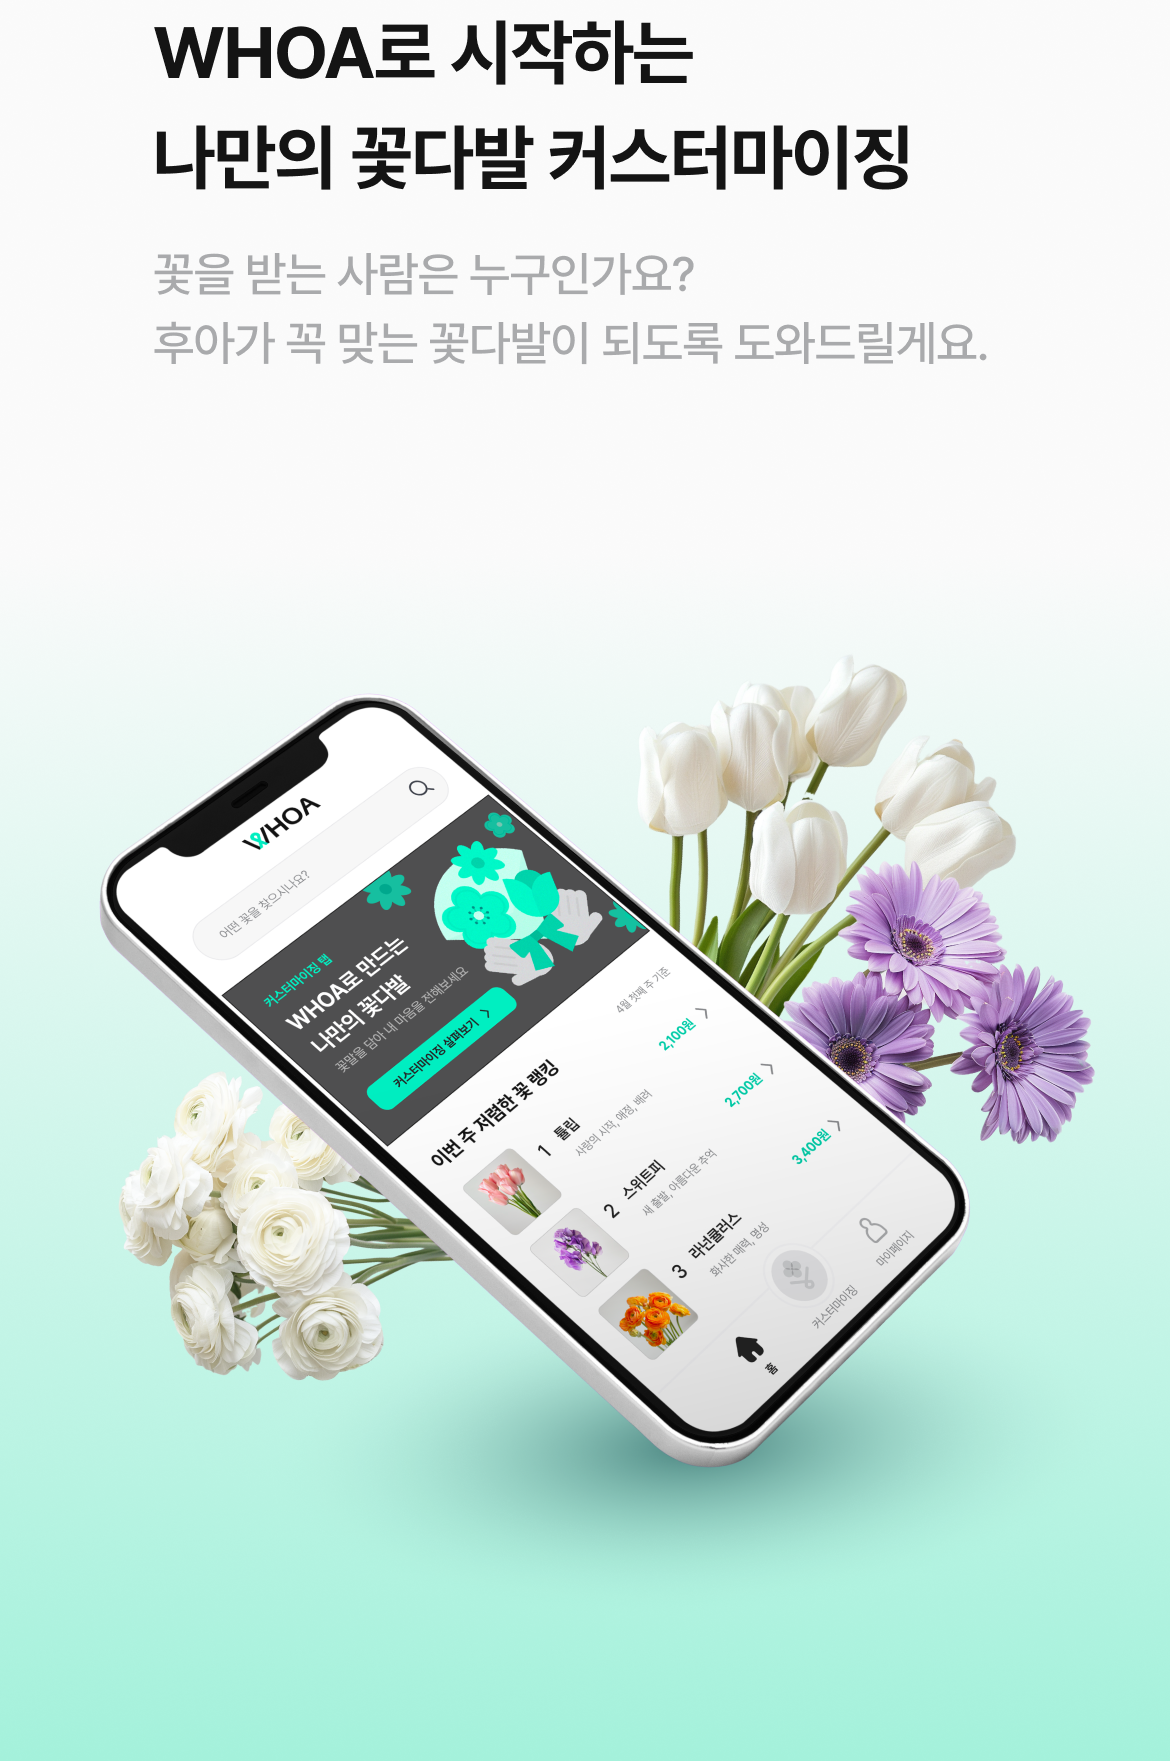 WHOA로 시작하는
나만의 꽃다발 커스터마이징
꽃을 받는 사람은 누구인가요?
후아가 꼭 맞는 꽃다발이 되도록 도와드릴게요.
WHOA
어떤 꽃을 찾으시나요?
커스터마이징 탭
WHOA로 만드는
나만의 꽃다발
꽃말을 담아 내 마음을 전해보세요
커스터마이징 살펴보기
이번 주 저렴한 꽃 랭킹
4월 첫째 주 기준
1 튤립 2,100원
사랑의 시작, 애정, 배려
2 스위트피 2,700원
새 출발, 아름다운 추억
3 라넌큘러스 3,400원
화사한 매력, 명성
홈
커스터마이징
마이페이지